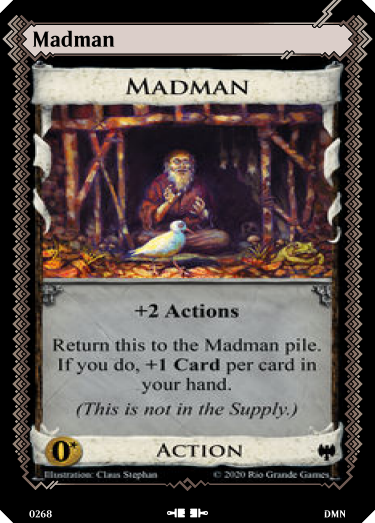 Madman
MADMAN
+2 Actions
Return this to the Madman pile.
If you do, +1 Card per card in
your hand.
(This is not in the Supply.)
0*
ACTION
Illustration: Claus Stephan
© 2020 Rio Grande Games
0268
DMN